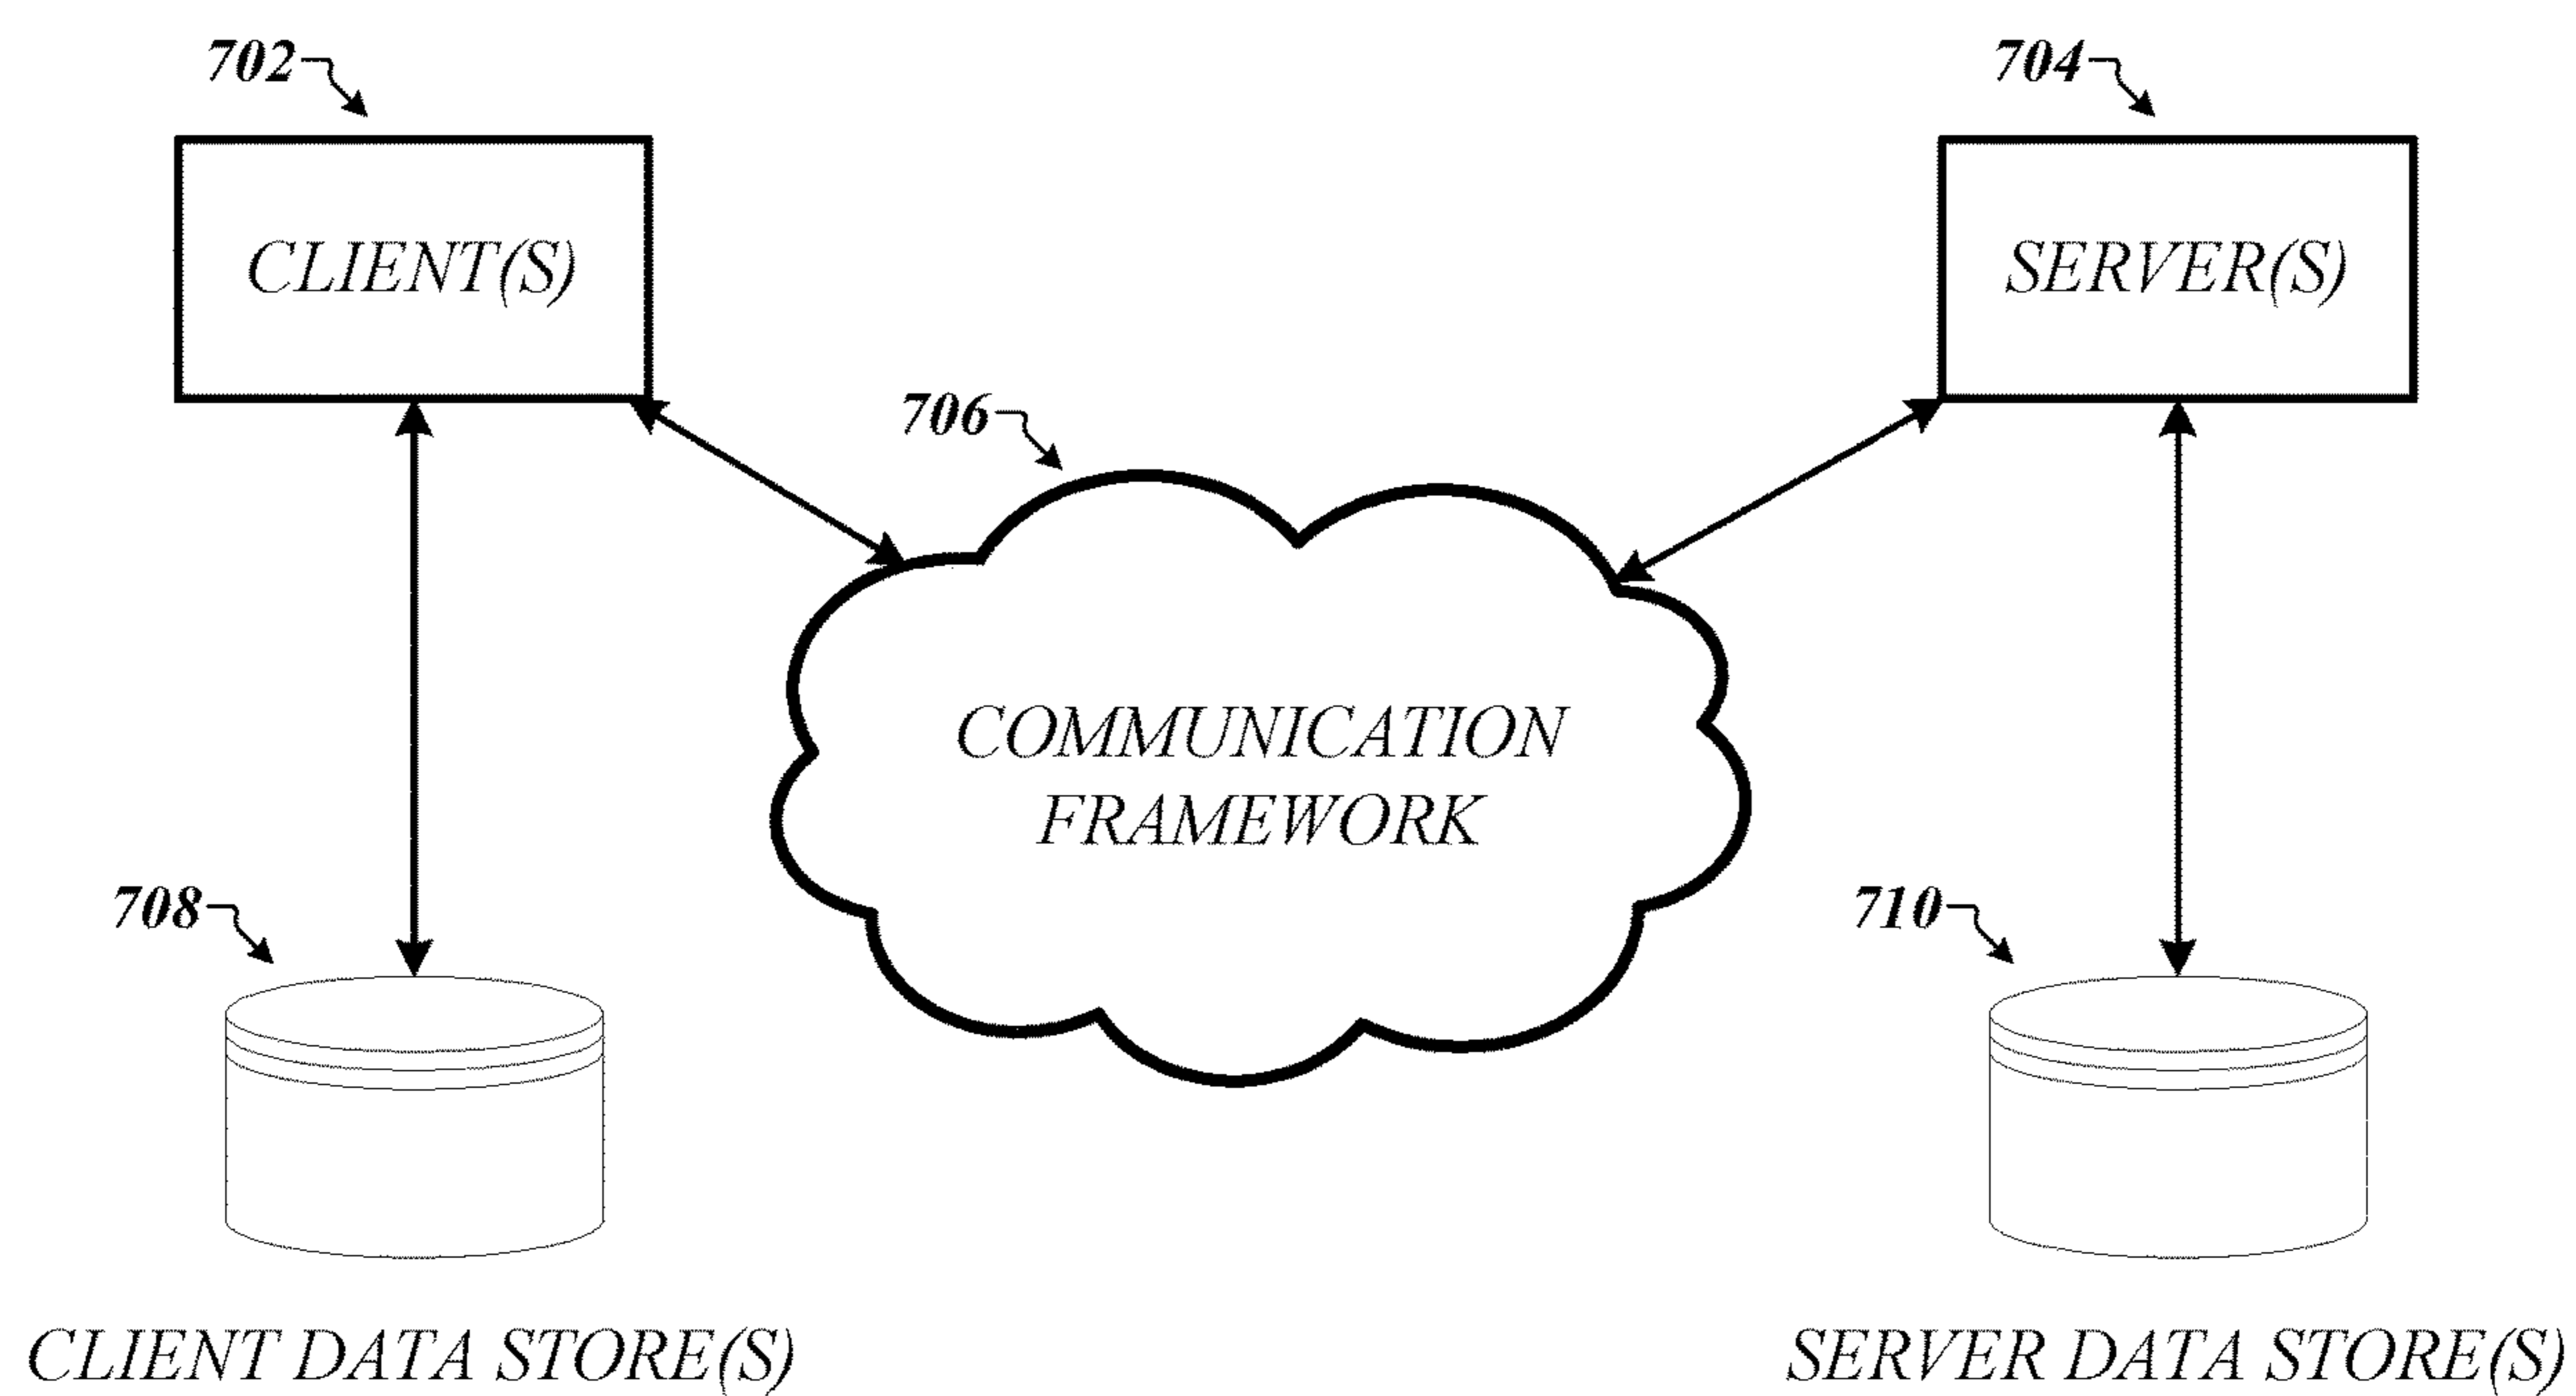 702
704
CLIENT(S)
SERVER(S)
706
COMMUNICATION
FRAMEWORK
708
710
CLIENT DATA STORE(S)
SERVER DATA STORE(S)